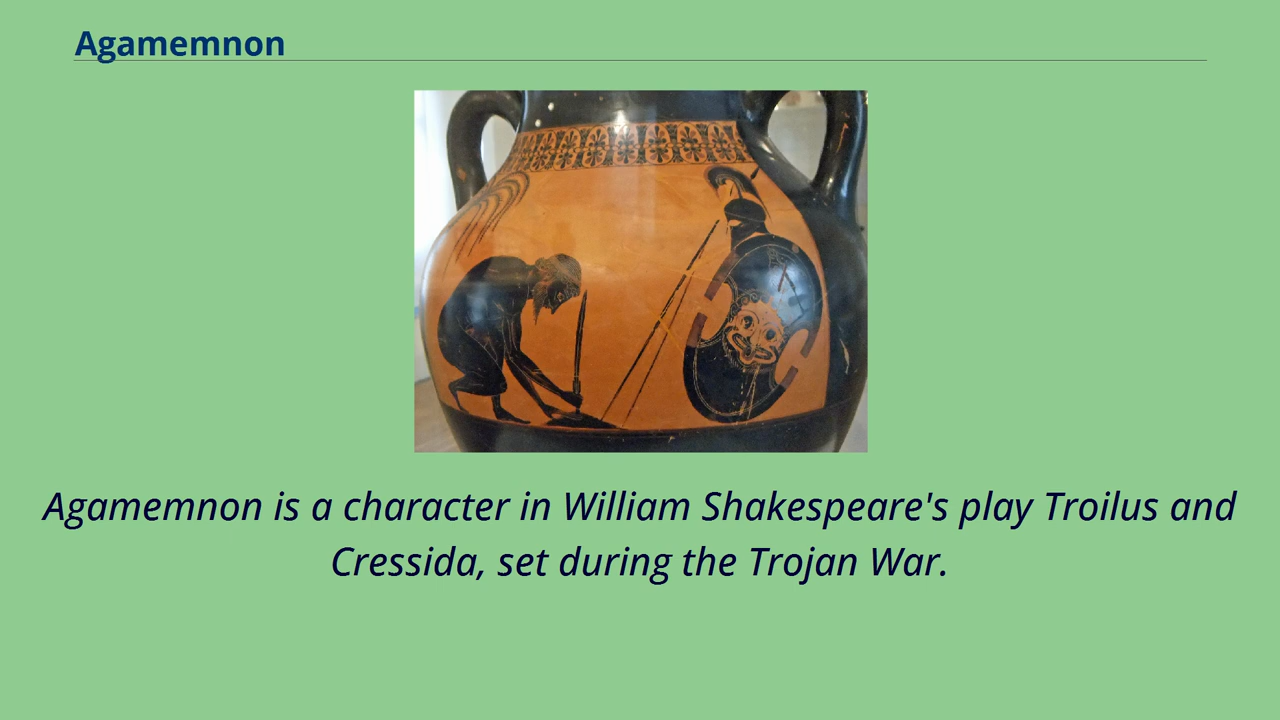 Agamemnon
Agamemnon is a character in William Shakespeare's play Troilus and
Cressida, set during the Trojan War.